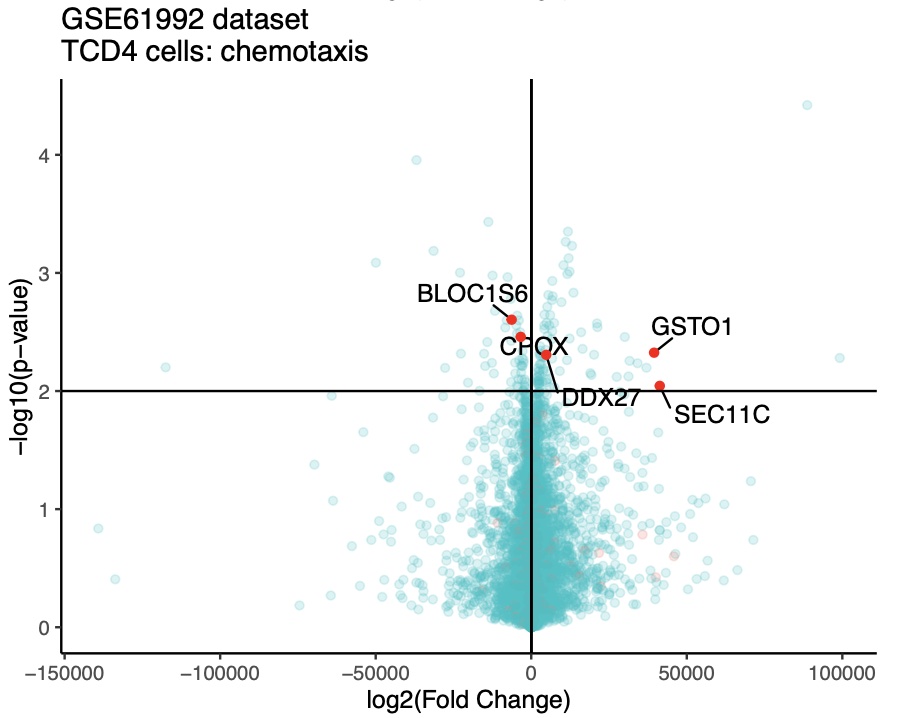 GSE61992 dataset
TCD4 cells: chemotaxis
4
3
2
1
0
−log10(p−value)
BLOC1S6
CPOX
GSTO1
DDX27
SEC11C
−150000
−100000
−50000
0
50000
100000
log2(Fold Change)